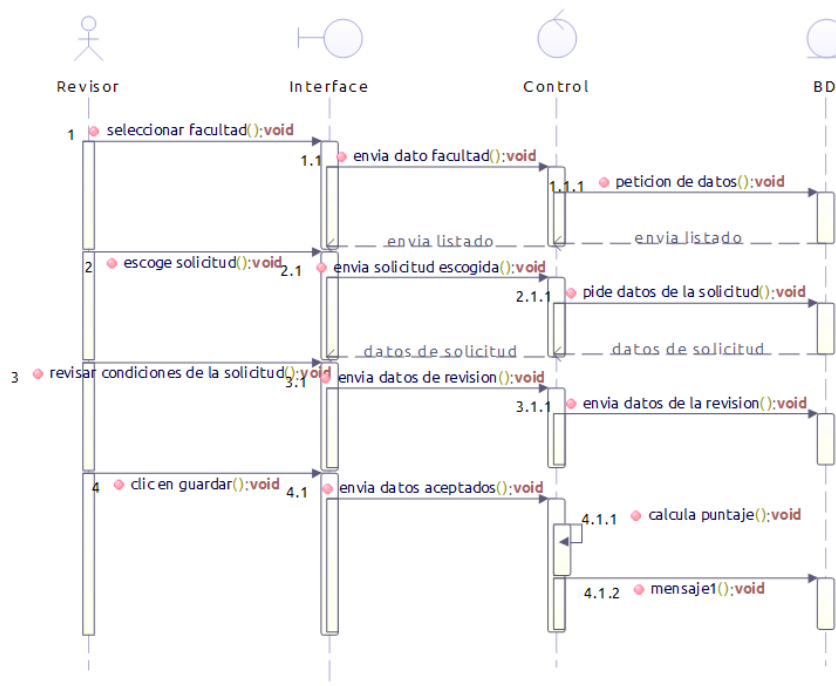 Revisor
Interface
Control
BD
1 seleccionar facultad():void
1.1 envia dato facultad():void
1.1.1 peticion de datos():void
envia listado
envia listado
2 escoge solicitud():void
2.1 envia solicitud escogida():void
2.1.1 pide datos de la solicitud():void
datos de solicitud
datos de solicitud
3 revisar condiciones de la solicitud():void
3.1 envia datos de revision():void
3.1.1 envia datos de la revision():void
4 clic en guardar():void
4.1 envia datos aceptados():void
4.1.1 calcula puntaje():void
4.1.2 mensaje1():void